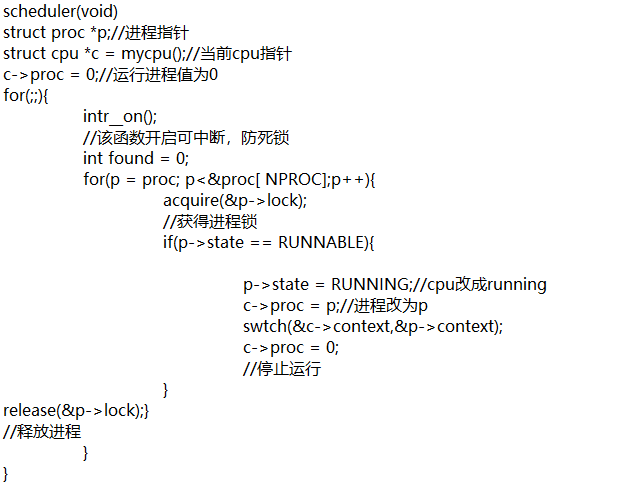 scheduler(void)
struct proc *p;//进程指针
struct cpu *c = mycpu();//当前cpu指针
c->proc = 0;//运行进程值为0
for(;;){
intr_on();
//该函数开启可中断，防死锁
int found = 0;
for(p = proc; p<&proc[ NPROC];p++){
acquire(&p->lock);
//获得进程锁
if(p->state == RUNNABLE){
p->state = RUNNING;//cpu改成running
c->proc = p;//进程改为p
swtch(&c->context,&p->context);
c->proc = 0;
//停止运行
}
release(&p->lock);}
//释放进程
}
}